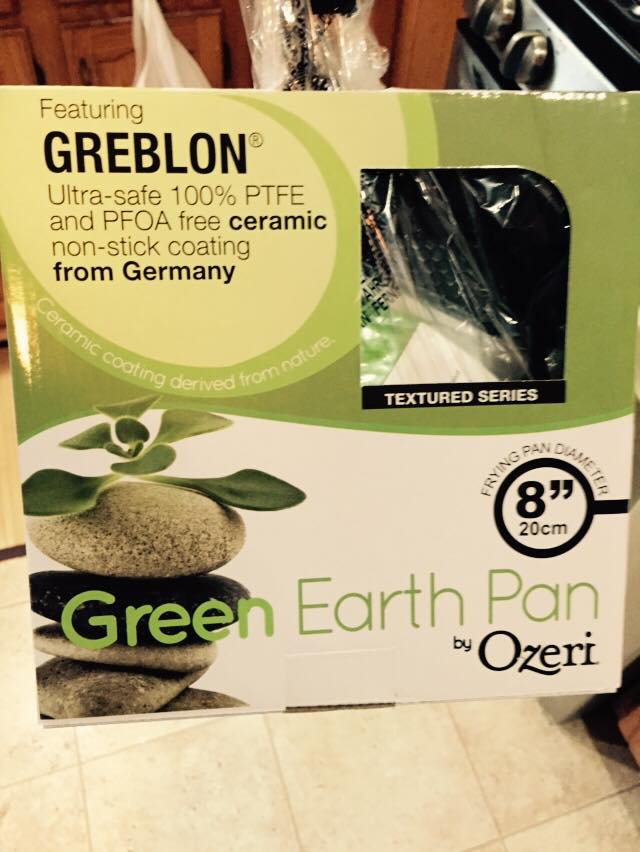 Featuring
GREBLON®
Ultra-safe 100% PTFE
and PFOA free ceramic
non-stick coating
from Germany
Ceramic coating derived from nature.
TEXTURED SERIES
FRYING PAN DIAMETER
8”
20cm
Green Earth Pan
by Ozeri